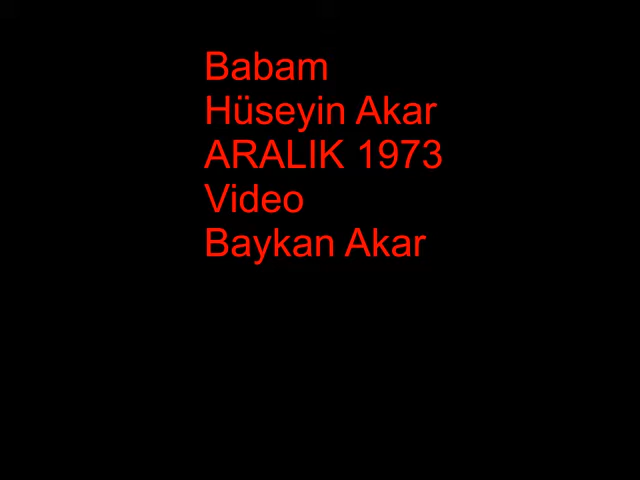 Babam
Hüseyin Akar
ARALIK 1973
Video
Baykan Akar